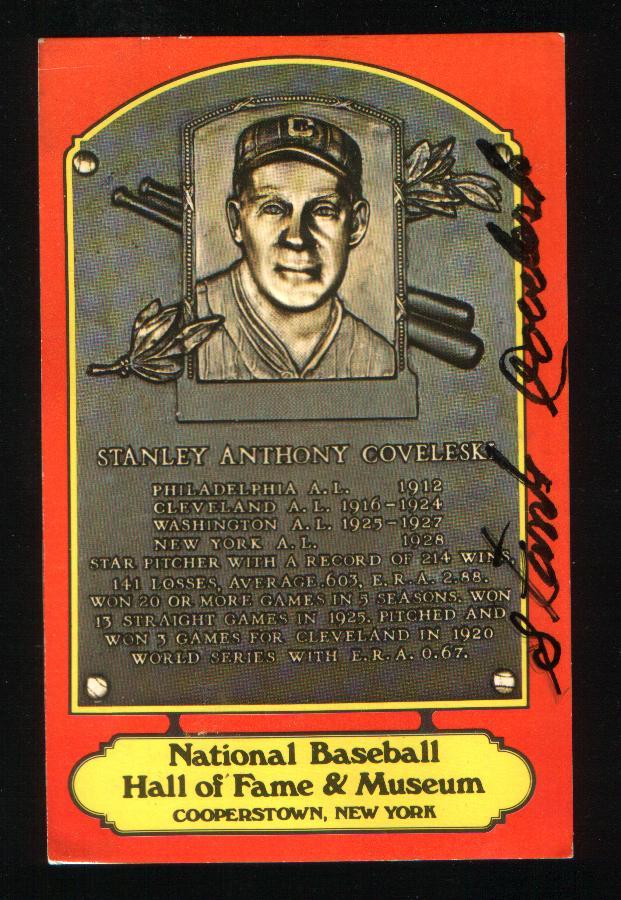 C
STANLEY ANTHONY COVELESKI
PHILADELPHIA A.L. 1912
CLEVELAND A.L. 1916-1924
WASHINGTON A.L. 1925-1927
NEW YORK A.L. 1928
STAR PITCHER WITH A RECORD OF 214 WINS,
141 LOSSES, AVERAGE .603, E.R.A. 2.88.
WON 20 OR MORE GAMES IN 5 SEASONS. WON
13 STRAIGHT GAMES IN 1925. PITCHED AND
WON 3 GAMES FOR CLEVELAND IN 1920
WORLD SERIES WITH E.R.A. 0.67.
National Baseball
Hall of Fame & Museum
COOPERSTOWN, NEW YORK
Stanley Coveleski